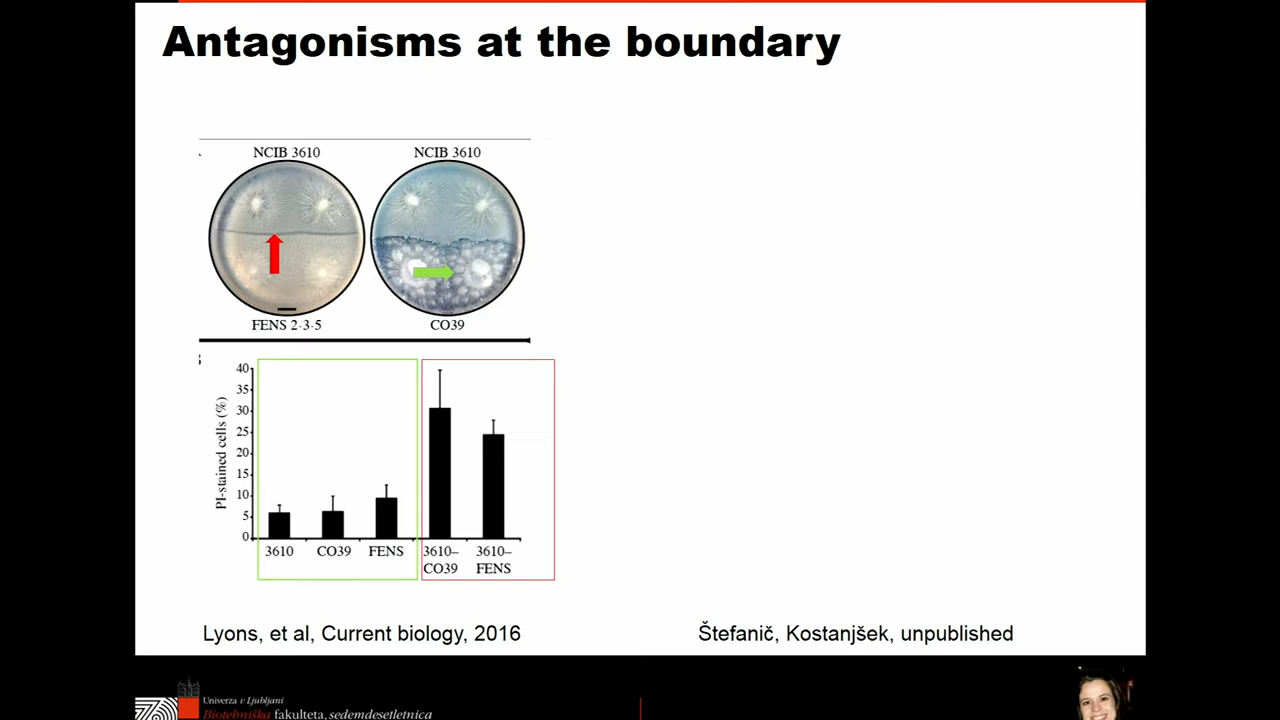 Antagonisms at the boundary
NCIB 3610 NCIB 3610
FENS 2-3-5 CO39
PI-stained cells (%)
40
35
30
25
20
15
10
5
0
3610 CO39 FENS 3610– 3610–
CO39 FENS
Lyons, et al, Current biology, 2016 Štefanič, Kostanjšek, unpublished
Univerza v Ljubljani
Biotehniška fakulteta, sedemdesetletnica